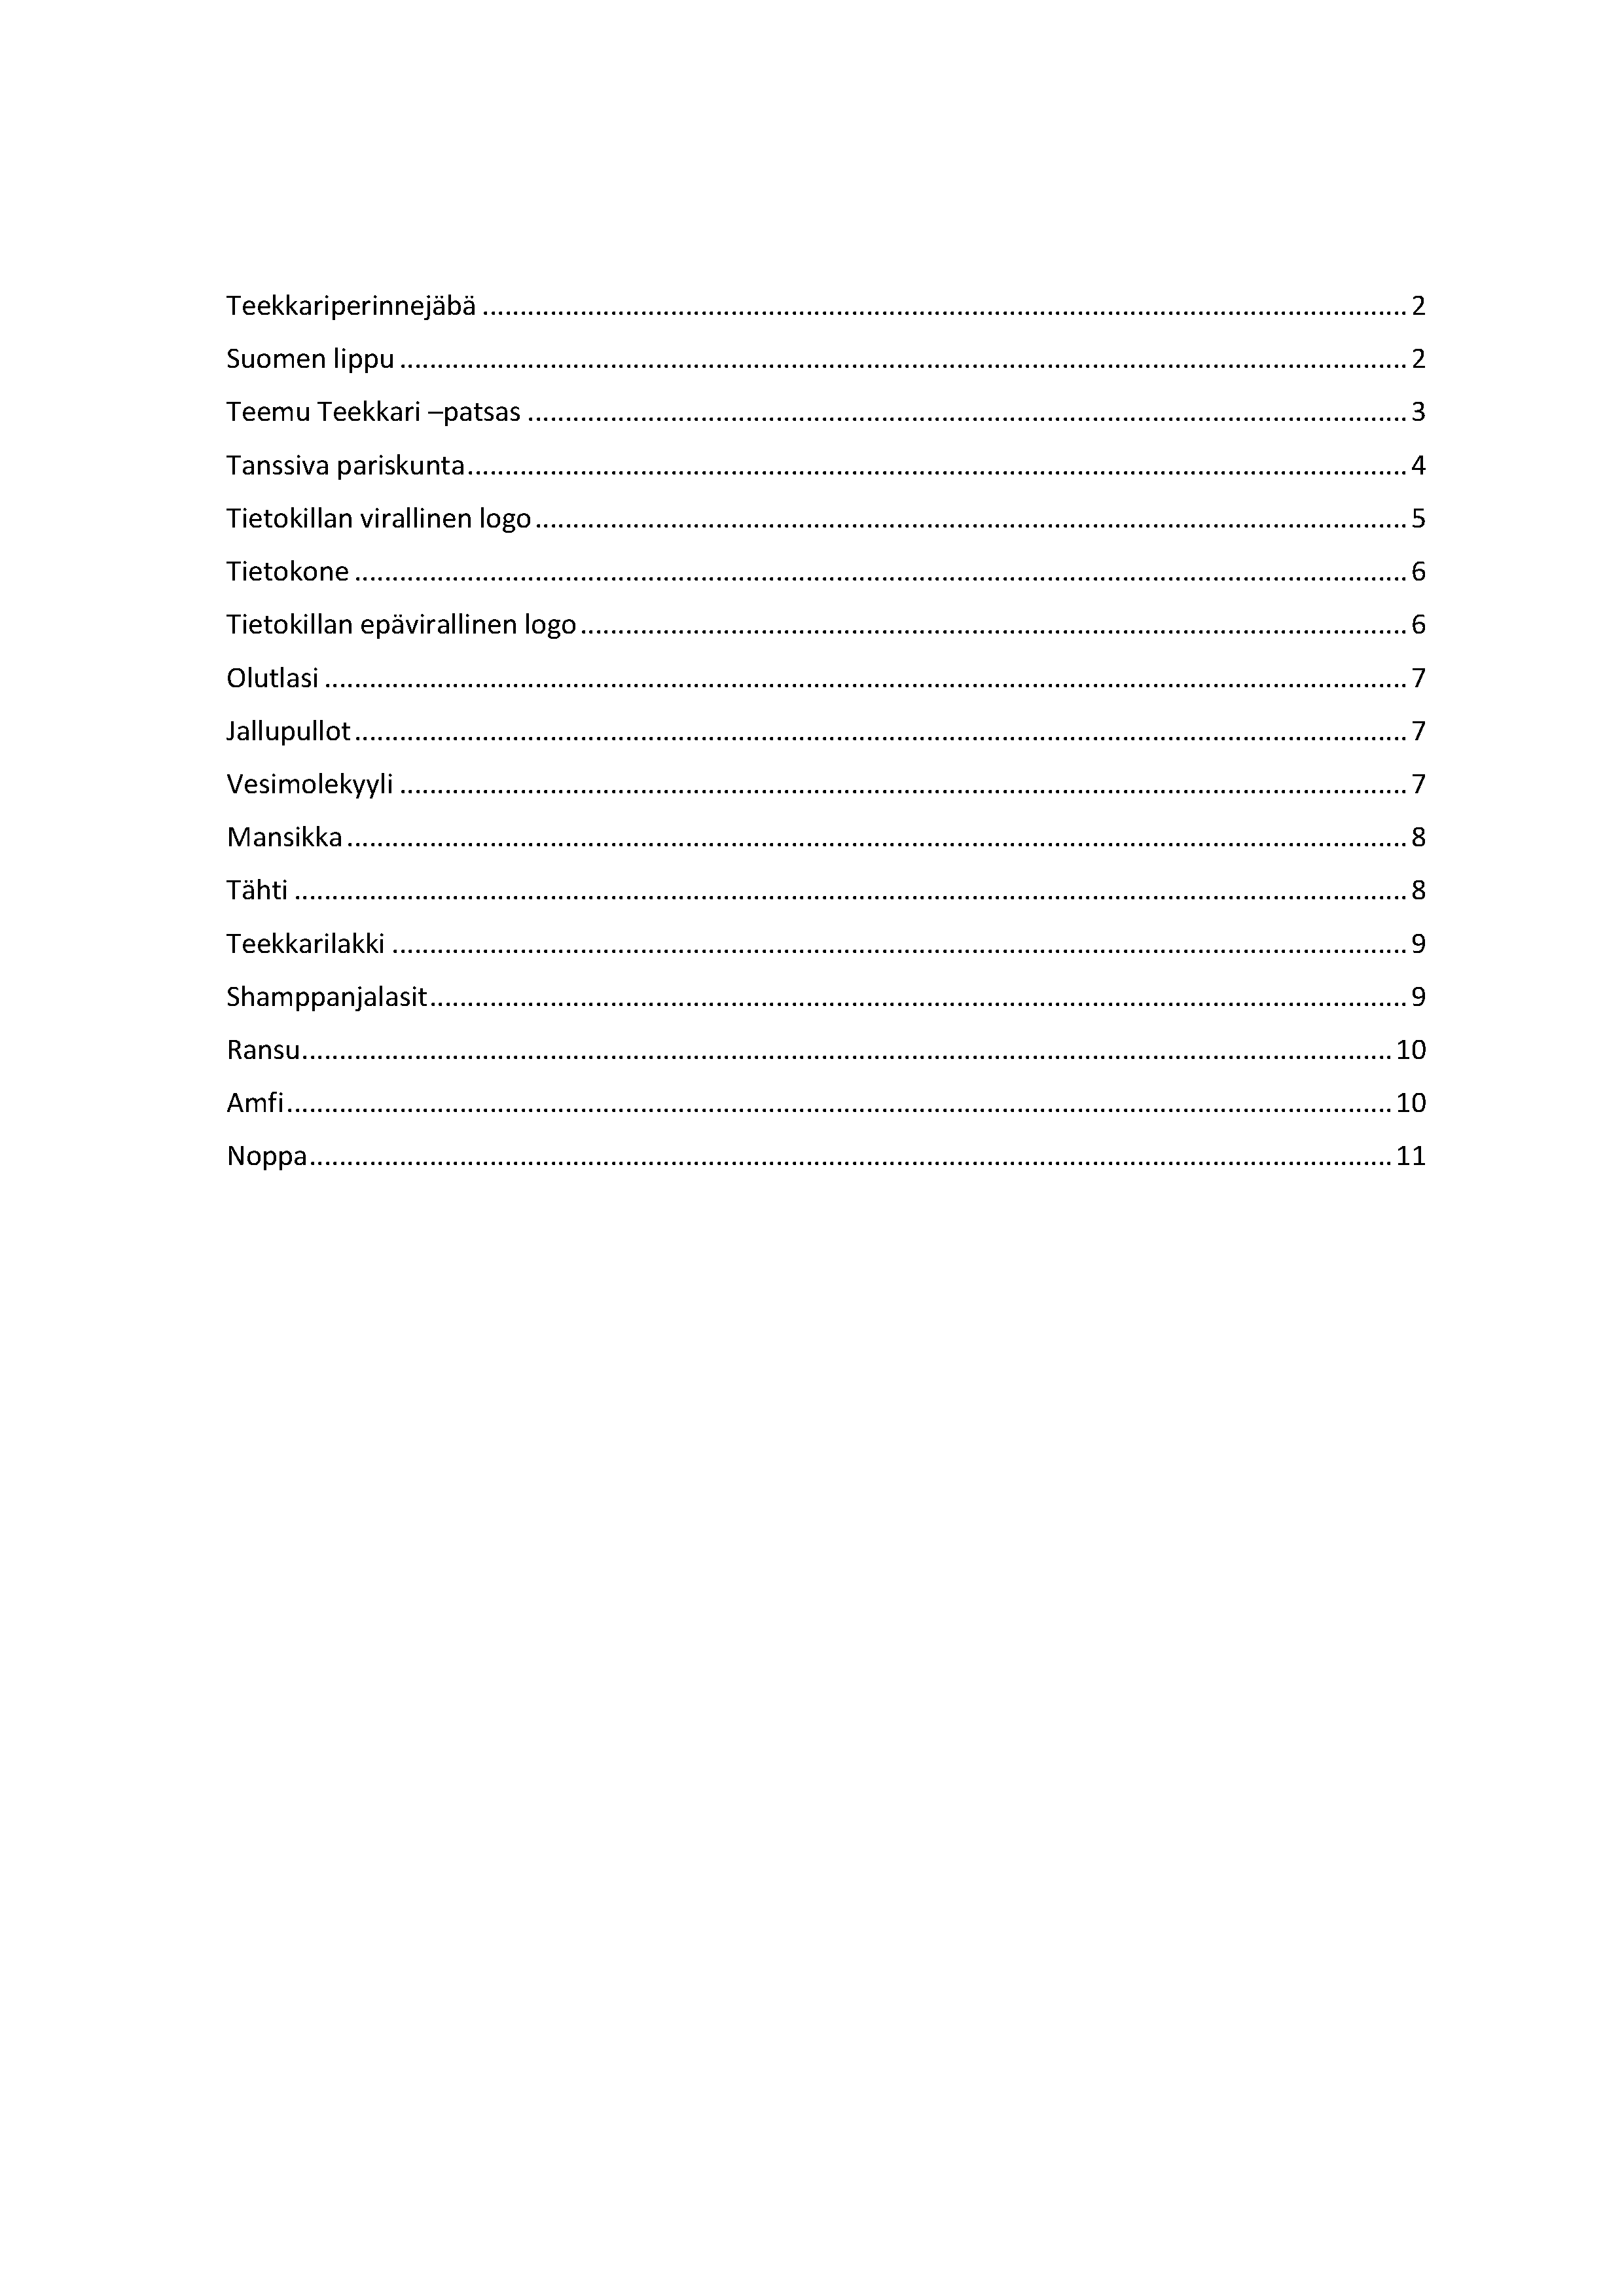 Teekkariperinnejäbä ........................................................................................................................... 2
Suomen lippu ...................................................................................................................................... 2
Teemu Teekkari –patsas ..................................................................................................................... 3
Tanssiva pariskunta............................................................................................................................. 4
Tietokillan virallinen logo.................................................................................................................... 5
Tietokone ............................................................................................................................................ 6
Tietokillan epävirallinen logo.............................................................................................................. 6
Olutlasi ................................................................................................................................................ 7
Jallupullot............................................................................................................................................ 7
Vesimolekyyli ...................................................................................................................................... 7
Mansikka ............................................................................................................................................. 8
Tähti .................................................................................................................................................... 8
Teekkarilakki ....................................................................................................................................... 9
Shamppanjalasit.................................................................................................................................. 9
Ransu................................................................................................................................................. 10
Amfi................................................................................................................................................... 10
Noppa................................................................................................................................................ 11